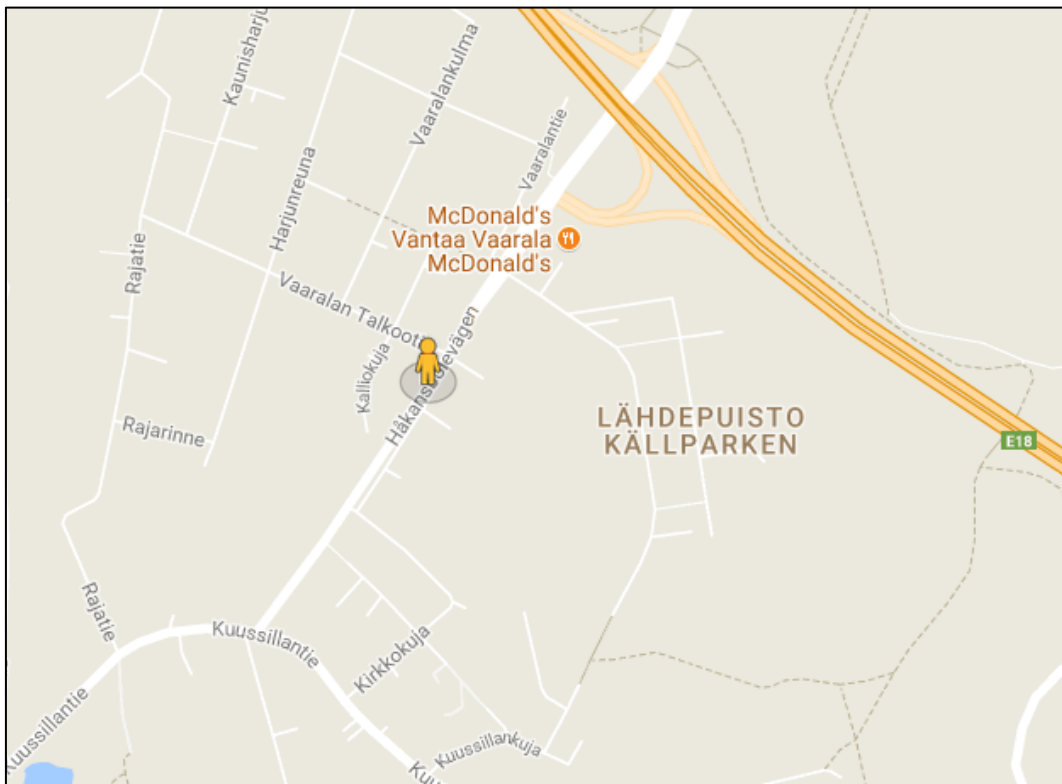 Kaunisharju
Vaaralankulma
Vaaralantie
Harjunreuna
McDonald's
Vantaa Vaarala
McDonald's
Rajatie
Vaaralan Talkootie
Kalliokuja
LÄHDEPUISTO
KÄLLPARKEN
E18
Rajarinne
Rajatie
Kuussillantie
Kirkkokuja
Kuussillantie
Kuussillankuja